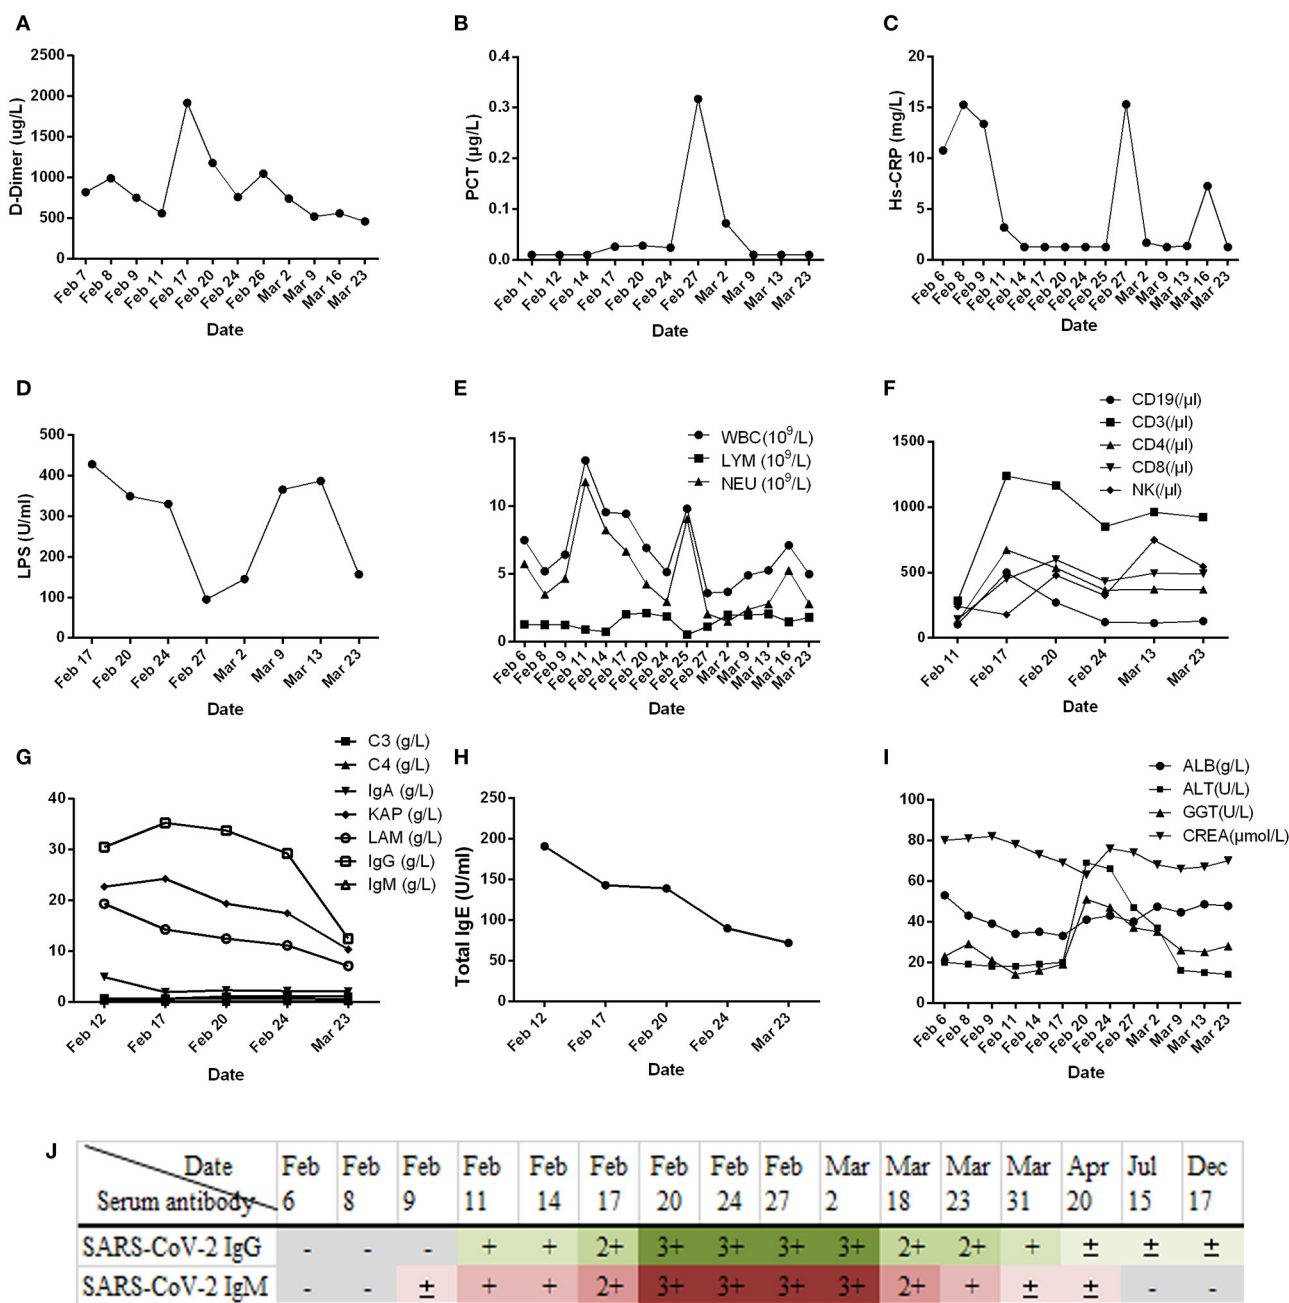 A
D-Dimer (ug/L)
2500
2000
1500
1000
500
0
Feb 7
Feb 8
Feb 9
Feb 11
Feb 17
Feb 20
Feb 24
Feb 26
Mar 2
Mar 9
Mar 16
Mar 23
Date
B
PCT (µg/L)
0.4
0.3
0.2
0.1
0.0
Feb 11
Feb 12
Feb 14
Feb 17
Feb 20
Feb 24
Feb 27
Mar 2
Mar 9
Mar 13
Mar 23
Date
C
Hs-CRP (mg/L)
20
15
10
5
0
Feb 6
Feb 8
Feb 9
Feb 11
Feb 14
Feb 17
Feb 20
Feb 24
Feb 25
Feb 27
Mar 2
Mar 9
Mar 13
Mar 16
Mar 23
Date
D
LPS (U/ml)
500
400
300
200
100
0
Feb 17
Feb 20
Feb 24
Feb 27
Mar 2
Mar 9
Mar 13
Mar 23
Date
E
WBC(10⁹/L)
LYM (10⁹/L)
NEU (10⁹/L)
15
10
5
0
Feb 6
Feb 8
Feb 9
Feb 11
Feb 14
Feb 17
Feb 20
Feb 24
Feb 25
Feb 27
Mar 2
Mar 9
Mar 13
Mar 16
Mar 23
Date
F
CD19(/µl)
CD3(/µl)
CD4(/µl)
CD8(/µl)
NK(/µl)
1500
1000
500
0
Feb 11
Feb 17
Feb 20
Feb 24
Mar 13
Mar 23
Date
G
C3 (g/L)
C4 (g/L)
IgA (g/L)
KAP (g/L)
LAM (g/L)
IgG (g/L)
IgM (g/L)
40
30
20
10
0
Feb 12
Feb 17
Feb 20
Feb 24
Mar 23
Date
H
Total IgE (U/ml)
250
200
150
100
50
0
Feb 12
Feb 17
Feb 20
Feb 24
Mar 23
Date
I
ALB(g/L)
ALT(U/L)
GGT(U/L)
CREA(µmol/L)
100
80
60
40
20
0
Feb 6
Feb 8
Feb 9
Feb 11
Feb 14
Feb 17
Feb 20
Feb 24
Feb 27
Mar 2
Mar 9
Mar 13
Mar 23
Date
J
Date Feb Feb Feb Feb Feb Feb Feb Feb Feb Mar Mar Mar Mar Apr Jul Dec
Serum antibody 6 8 9 11 14 17 20 24 27 2 18 23 31 20 15 17
SARS-CoV-2 IgG - - - + + 2+ 3+ 3+ 3+ 3+ 2+ 2+ + ± ± ±
SARS-CoV-2 IgM - - ± + + 2+ 3+ 3+ 3+ 3+ 2+ + ± ± - -